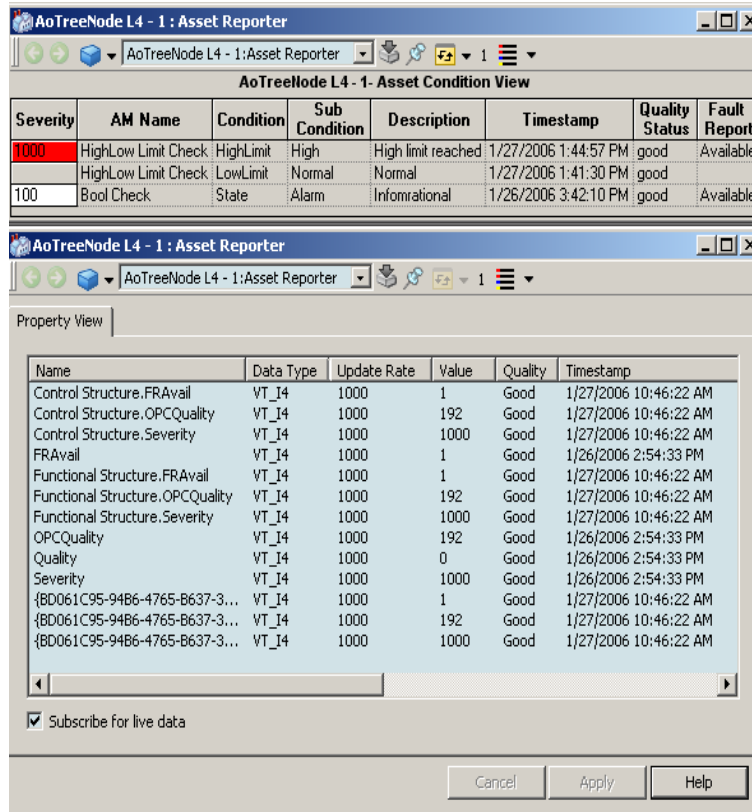 AoTreeNode L4 - 1 : Asset Reporter
AoTreeNode L4 - 1:Asset Reporter 1
AoTreeNode L4 - 1- Asset Condition View
Severity AM Name Condition Sub Condition Description Timestamp Quality Status Fault Report
1000 HighLow Limit Check HighLimit High High limit reached 1/27/2006 1:44:57 PM good Available
HighLow Limit Check LowLimit Normal Normal 1/27/2006 1:41:30 PM good
100 Bool Check State Alarm Infomrational 1/26/2006 3:42:10 PM good Available
AoTreeNode L4 - 1 : Asset Reporter
AoTreeNode L4 - 1:Asset Reporter 1
Property View
Name Data Type Update Rate Value Quality Timestamp
Control Structure.FRAvail VT_I4 1000 1 Good 1/27/2006 10:46:22 AM
Control Structure.OPCQuality VT_I4 1000 192 Good 1/27/2006 10:46:22 AM
Control Structure.Severity VT_I4 1000 1000 Good 1/27/2006 10:46:22 AM
FRAvail VT_I4 1000 1 Good 1/26/2006 2:54:33 PM
Functional Structure.FRAvail VT_I4 1000 1 Good 1/27/2006 10:46:22 AM
Functional Structure.OPCQuality VT_I4 1000 192 Good 1/27/2006 10:46:22 AM
Functional Structure.Severity VT_I4 1000 1000 Good 1/27/2006 10:46:22 AM
OPCQuality VT_I4 1000 192 Good 1/26/2006 2:54:33 PM
Quality VT_I4 1000 0 Good 1/26/2006 2:54:33 PM
Severity VT_I4 1000 1000 Good 1/26/2006 2:54:33 PM
{BD061C95-94B6-4765-B637-3... VT_I4 1000 1 Good 1/27/2006 10:46:22 AM
{BD061C95-94B6-4765-B637-3... VT_I4 1000 192 Good 1/27/2006 10:46:22 AM
{BD061C95-94B6-4765-B637-3... VT_I4 1000 1000 Good 1/27/2006 10:46:22 AM
Subscribe for live data
Cancel Apply Help